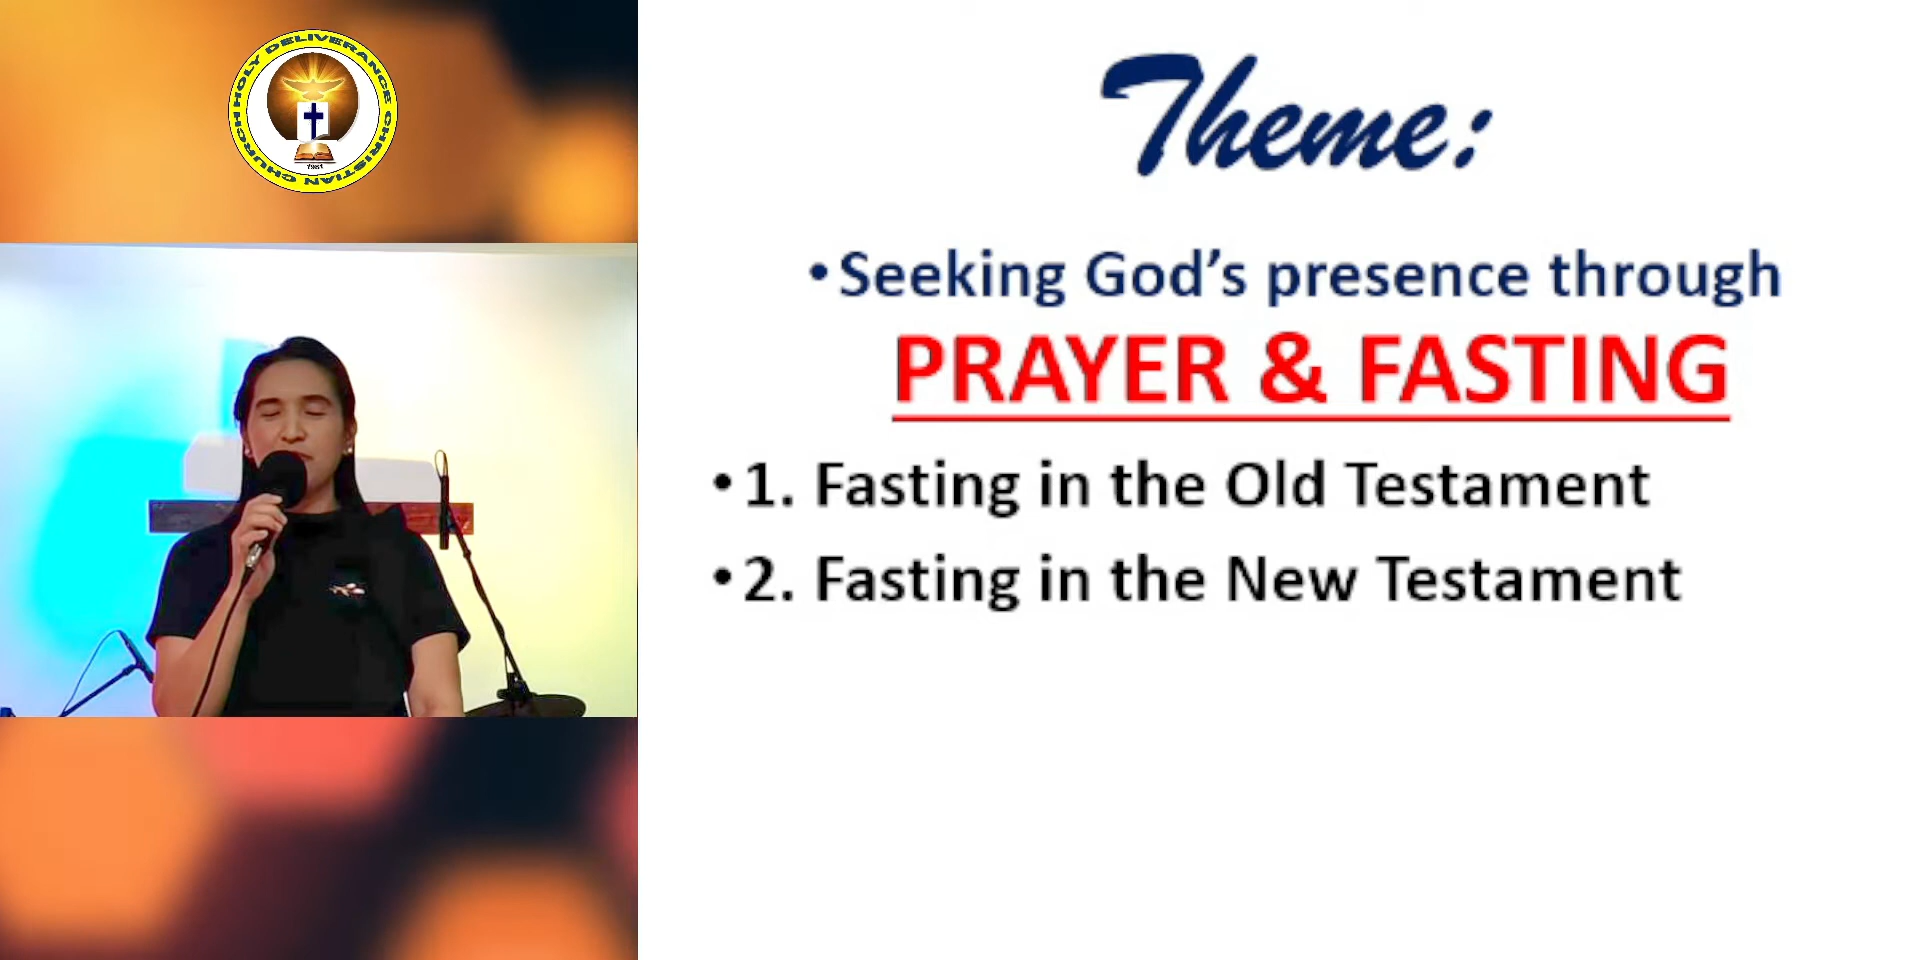 HOLY DELIVERANCE CHRISTIAN CHURCH
Theme:
•Seeking God's presence through
PRAYER & FASTING
•1. Fasting in the Old Testament
•2. Fasting in the New Testament